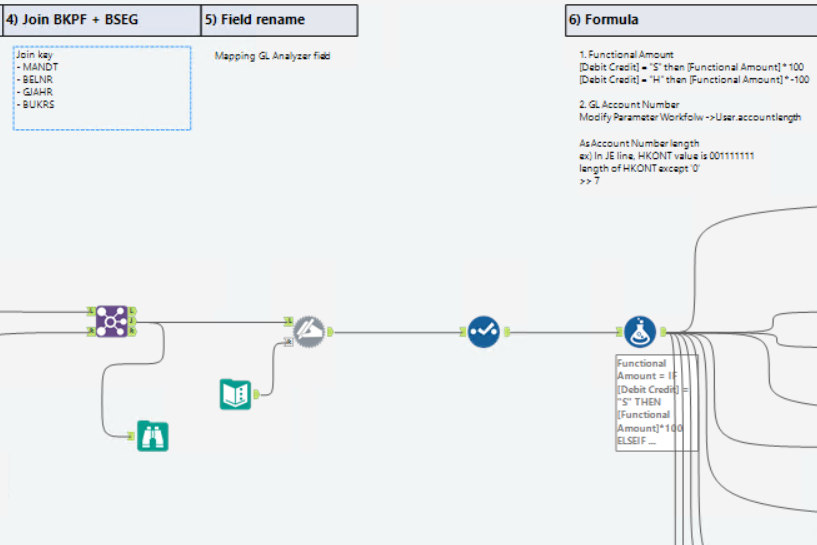 4) Join BKPF + BSEG
5) Field rename
6) Formula
Join key
- MANDT
- BELNR
- GJAHR
- BUKRS
Mapping GL Analyzer field
1. Functional Amount
[Debit Credit] = "S" then [Functional Amount] * 100
[Debit Credit] = "H" then [Functional Amount] * -100
2. GL Account Number
Modify Parameter Workfolw ->User.accountlength
As Account Number length
ex) In JE line, HKONT value is 001111111
length of HKONT except '0'
>> 7
L
R
L
J
R
L
R
Functional
Amount = IF
[Debit Credit] =
"S" THEN
[Functional
Amount]*100
ELSEIF ...